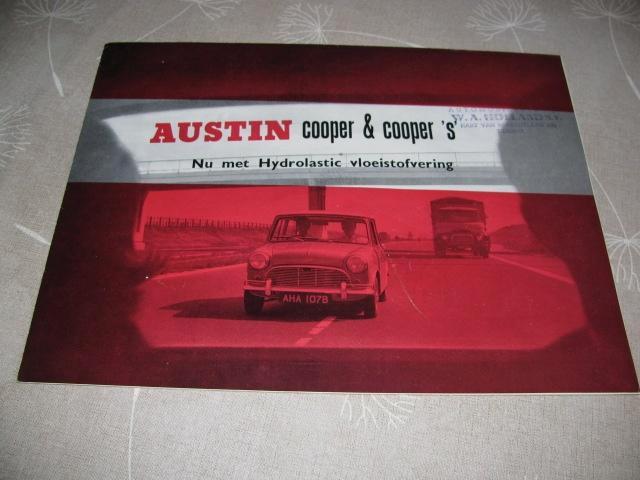 AUSTIN cooper & cooper 's'
Nu met Hydrolastic vloeistofvering
W.A.
AHA 107B